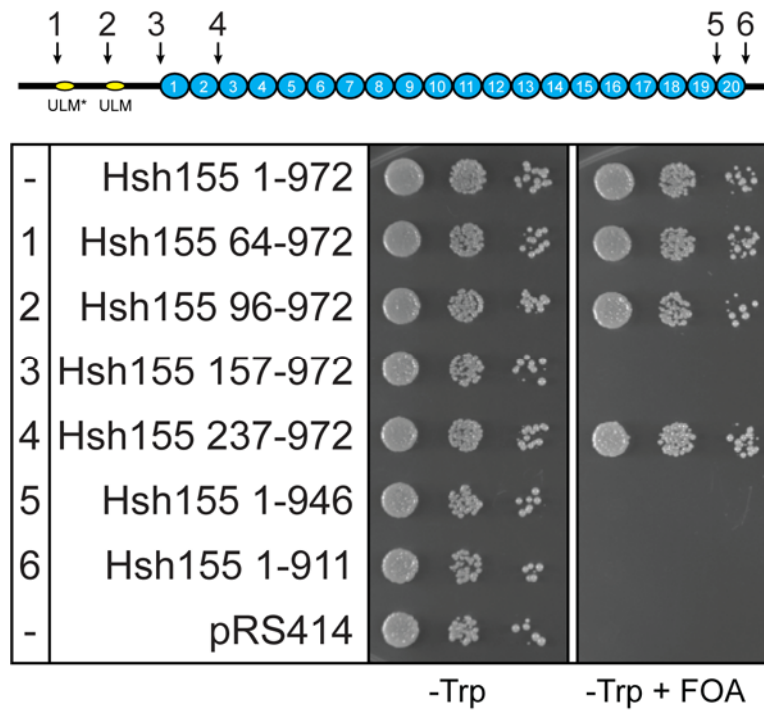 1 2 3 4 5 6
1 2 3 4 5 6 7 8 9 10 11 12 13 14 15 16 17 18 19 20
ULM* ULM
- Hsh155 1-972
1 Hsh155 64-972
2 Hsh155 96-972
3 Hsh155 157-972
4 Hsh155 237-972
5 Hsh155 1-946
6 Hsh155 1-911
- pRS414
-Trp -Trp + FOA